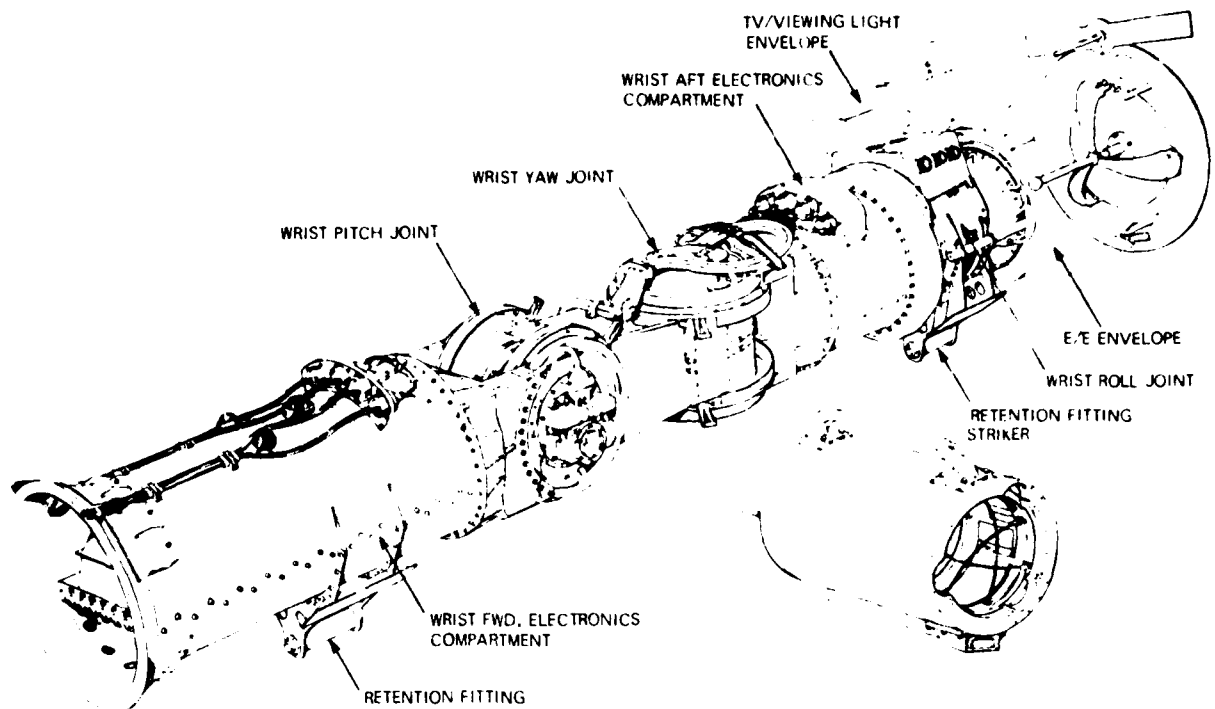 TV/VIEWING LIGHT
ENVELOPE
WRIST AFT ELECTRONICS
COMPARTMENT
WRIST YAW JOINT
WRIST PITCH JOINT
E/E ENVELOPE
WRIST ROLL JOINT
RETENTION FITTING
STRIKER
WRIST FWD. ELECTRONICS
COMPARTMENT
RETENTION FITTING